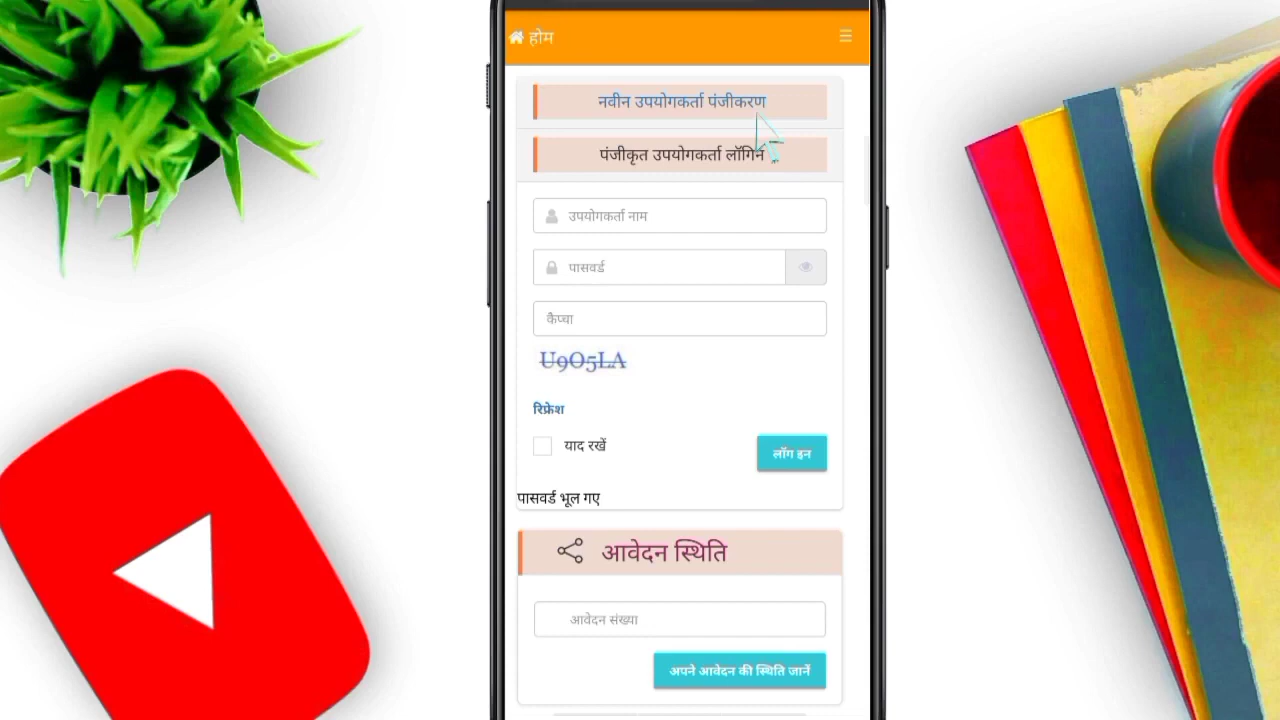 होम
नवीन उपयोगकर्ता पंजीकरण
पंजीकृत उपयोगकर्ता लॉगिन
उपयोगकर्ता नाम
पासवर्ड
कैप्चा
U9O5LA
रिफ्रेश
याद रखें
लॉग इन
पासवर्ड भूल गए
आवेदन स्थिति
आवेदन संख्या
अपने आवेदन की स्थिति जानें